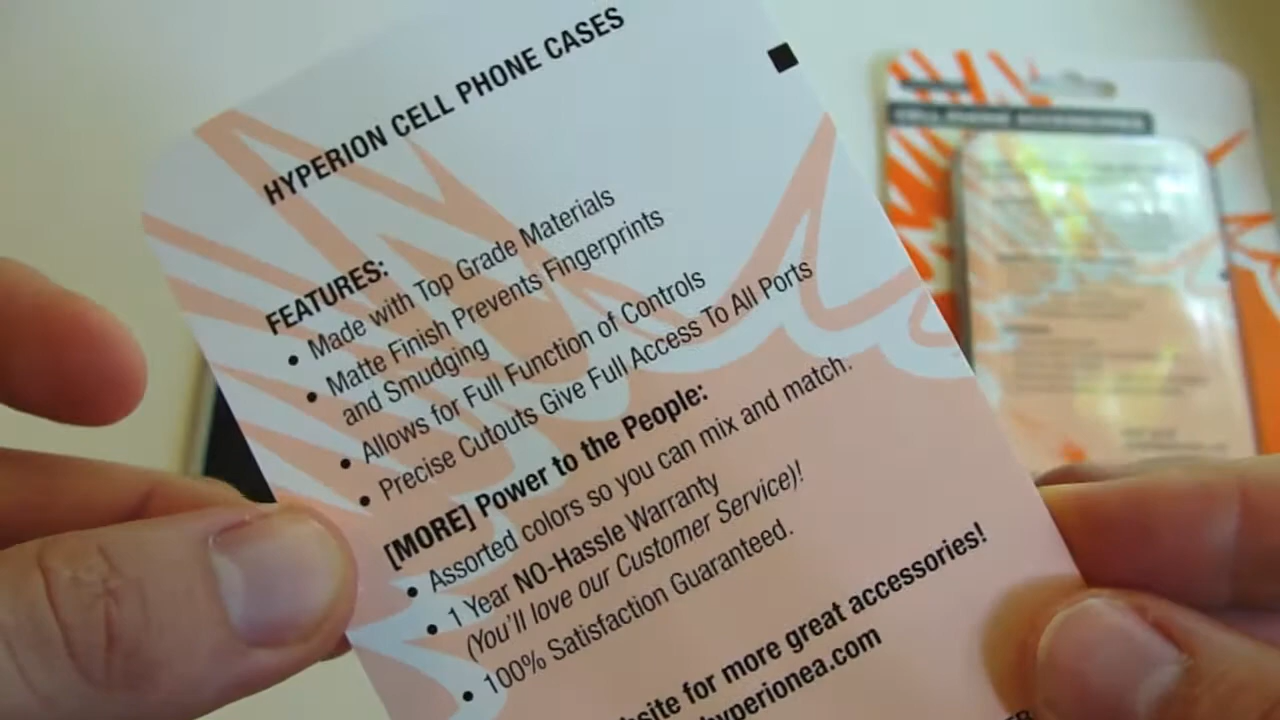 HYPERION CELL PHONE CASES
FEATURES:
• Made with Top Grade Materials
• Matte Finish Prevents Fingerprints
and Smudging
• Allows for Full Function of Controls
• Precise Cutouts Give Full Access To All Ports
[MORE] Power to the People:
• Assorted colors so you can mix and match.
• 1 Year NO-Hassle Warranty
(You'll love our Customer Service)!
• 100% Satisfaction Guaranteed.
for more great accessories!
hyperionea.com
CELL PHONE ACCESSORIES